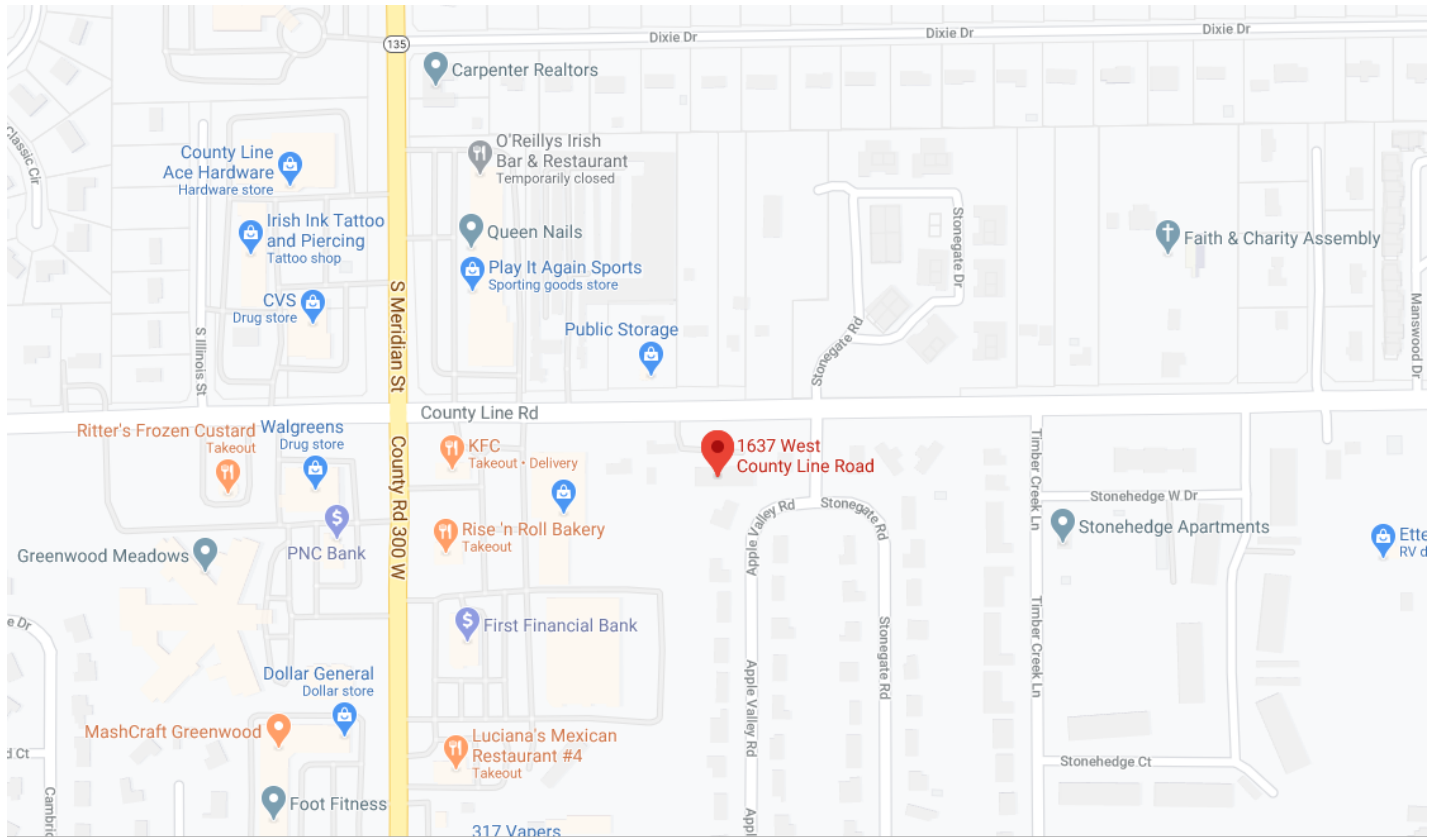 Dixie Dr
Dixie Dr
Dixie Dr
135
Carpenter Realtors
Classic Cir
County Line
Ace Hardware
Hardware store
O'Reillys Irish
Bar & Restaurant
Temporarily closed
Irish Ink Tattoo
and Piercing
Tattoo shop
Queen Nails
Stonegate Dr
Faith & Charity Assembly
Play It Again Sports
Sporting goods store
CVS
Drug store
S Meridian St
S Illinois St
Public Storage
Stonegate Rd
Manswood Dr
County Line Rd
Ritter's Frozen Custard
Takeout
Walgreens
Drug store
County Rd 300 W
KFC
Takeout • Delivery
1637 West
County Line Road
Timber Creek Ln
Stonehedge W Dr
Apple Valley Rd
Stonegate Rd
Rise 'n Roll Bakery
Takeout
PNC Bank
Greenwood Meadows
Stonehedge Apartments
Ette
RV d
e Dr
First Financial Bank
Stonegate Rd
Timber Creek Ln
Dollar General
Dollar store
Apple Valley Rd
MashCraft Greenwood
Luciana's Mexican
Restaurant #4
Takeout
d Ct
Stonehedge Ct
Cambric
Foot Fitness
Appl
317 Vapers